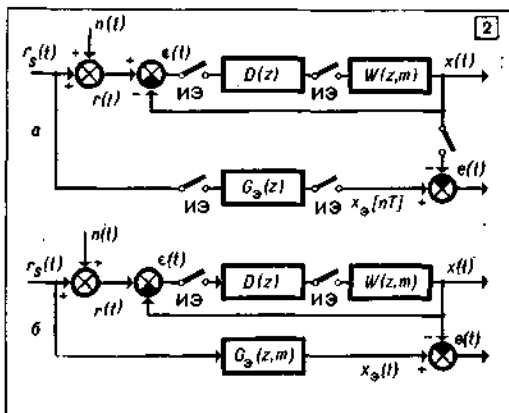 2
n(t)
r_s(t) + + r(t) + − ϵ(t) ИЭ D(z) ИЭ W(z,m) x(t)
а
ИЭ G_Э(z) ИЭ x_Э[nT] − + e(t)
n(t)
r_s(t) + + r(t) + − ϵ(t) ИЭ D(z) ИЭ W(z,m) x(t)
б
G_Э(z,m) x_Э(t) − + e(t)